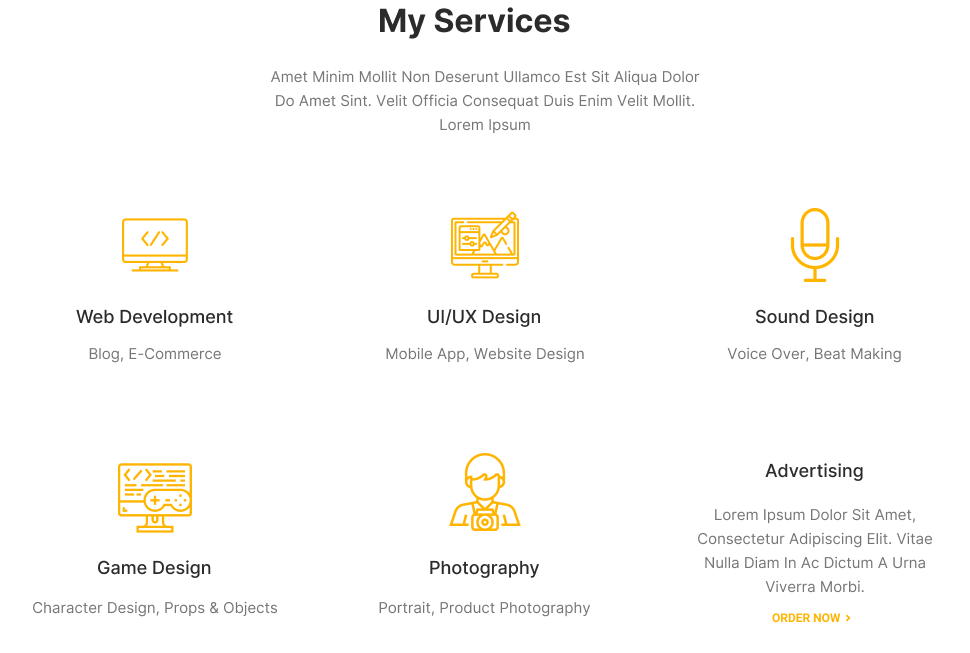 My Services
Amet Minim Mollit Non Deserunt Ullamco Est Sit Aliqua Dolor
Do Amet Sint. Velit Officia Consequat Duis Enim Velit Mollit.
Lorem Ipsum
Web Development
Blog, E-Commerce
UI/UX Design
Mobile App, Website Design
Sound Design
Voice Over, Beat Making
Game Design
Character Design, Props & Objects
Photography
Portrait, Product Photography
Advertising
Lorem Ipsum Dolor Sit Amet,
Consectetur Adipiscing Elit. Vitae
Nulla Diam In Ac Dictum A Urna
Viverra Morbi.
ORDER NOW >